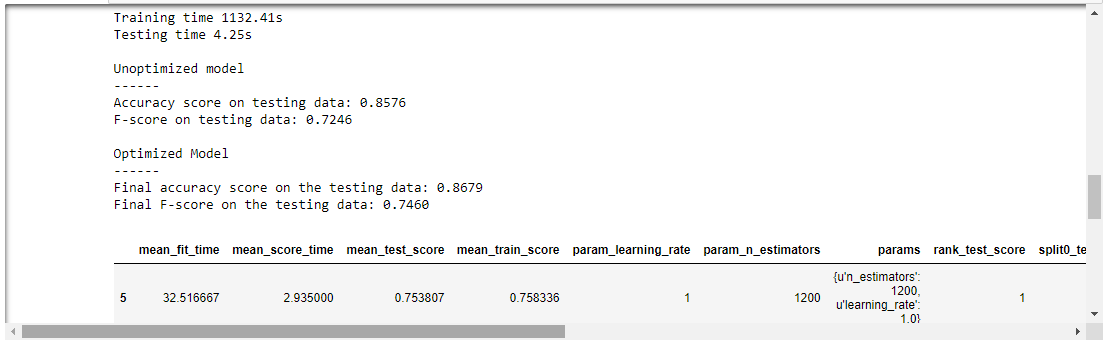 Training time 1132.41s
Testing time 4.25s
Unoptimized model
------
Accuracy score on testing data: 0.8576
F-score on testing data: 0.7246
Optimized Model
------
Final accuracy score on the testing data: 0.8679
Final F-score on the testing data: 0.7460
mean_fit_time mean_score_time mean_test_score mean_train_score param_learning_rate param_n_estimators params rank_test_score split0_te
{u'n_estimators':
1200,
5 32.516667 2.935000 0.753807 0.758336 1 1200 1
u'learning_rate':
1.0}